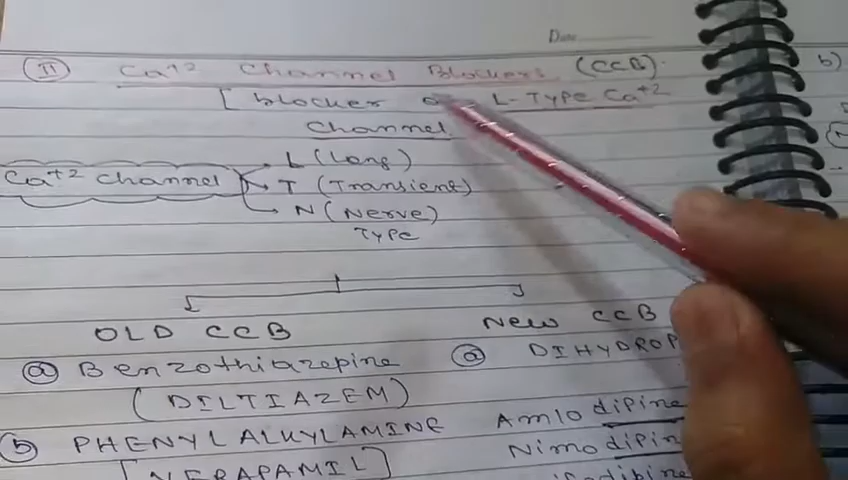 Date
II Ca+2 Channel Blockers (CCB)
[blocker L-Type Ca+2
Channel
Ca+2 channel L (Long)
T (Transient)
N (Nerve)
Type
OLD CCB New CCB
a Benzothiazepine a DIHYDROP
(DILTIAZEM)
b PHENYLALKYLAMINE Amlodipine
[VERAPAMIL] Nimodipin
b)